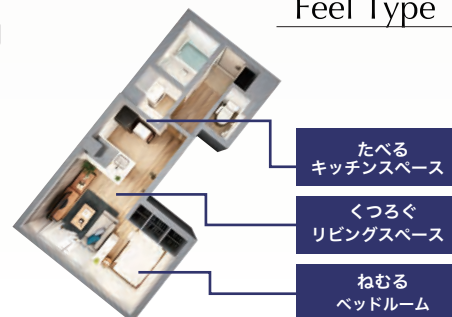 Feel Type
たべる
キッチンスペース
くつろぐ
リビングスペース
ねむる
ベッドルーム